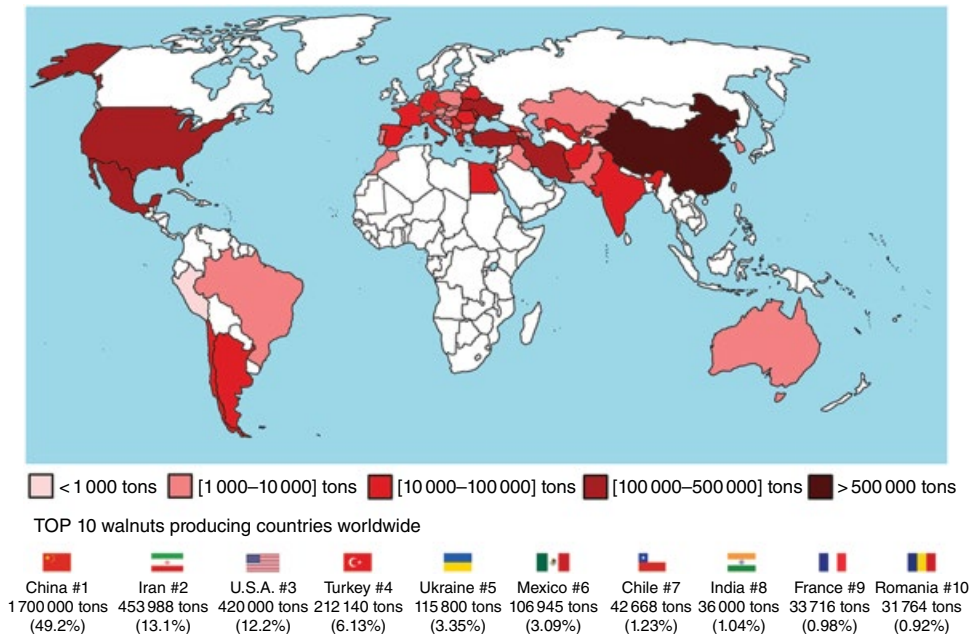 < 1 000 tons [1 000–10 000] tons [10 000–100 000] tons [100 000–500 000] tons > 500 000 tons
TOP 10 walnuts producing countries worldwide
China #1 Iran #2 U.S.A. #3 Turkey #4 Ukraine #5 Mexico #6 Chile #7 India #8 France #9 Romania #10
1 700 000 tons 453 988 tons 420 000 tons 212 140 tons 115 800 tons 106 945 tons 42 668 tons 36 000 tons 33 716 tons 31 764 tons
(49.2%) (13.1%) (12.2%) (6.13%) (3.35%) (3.09%) (1.23%) (1.04%) (0.98%) (0.92%)